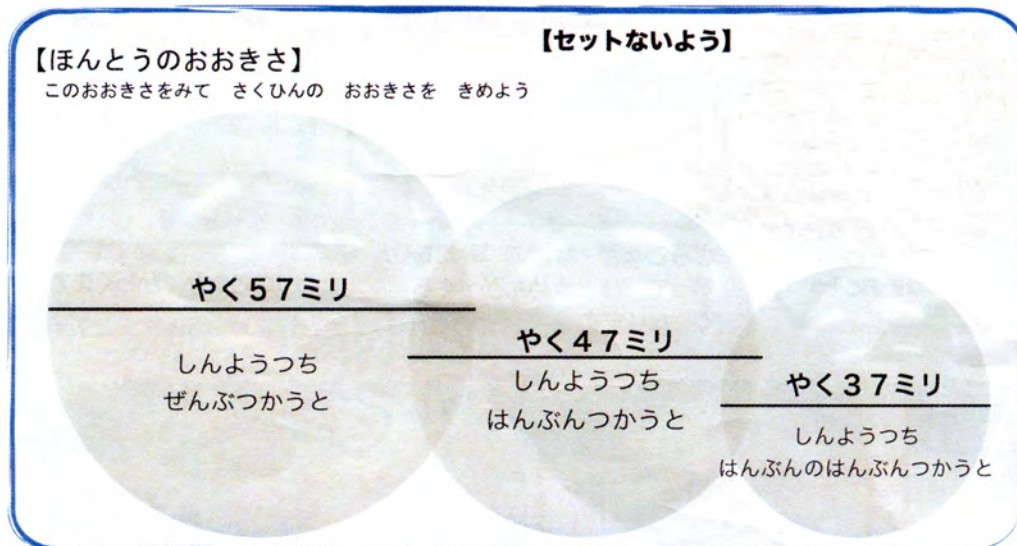 【セットないよう】
【ほんとうのおおきさ】
このおおきさをみて　さくひんの　おおきさを　きめよう
やく５７ミリ
しんようつち
ぜんぶつかうと
やく４７ミリ
しんようつち
はんぶんつかうと
やく３７ミリ
しんようつち
はんぶんのはんぶんつかうと